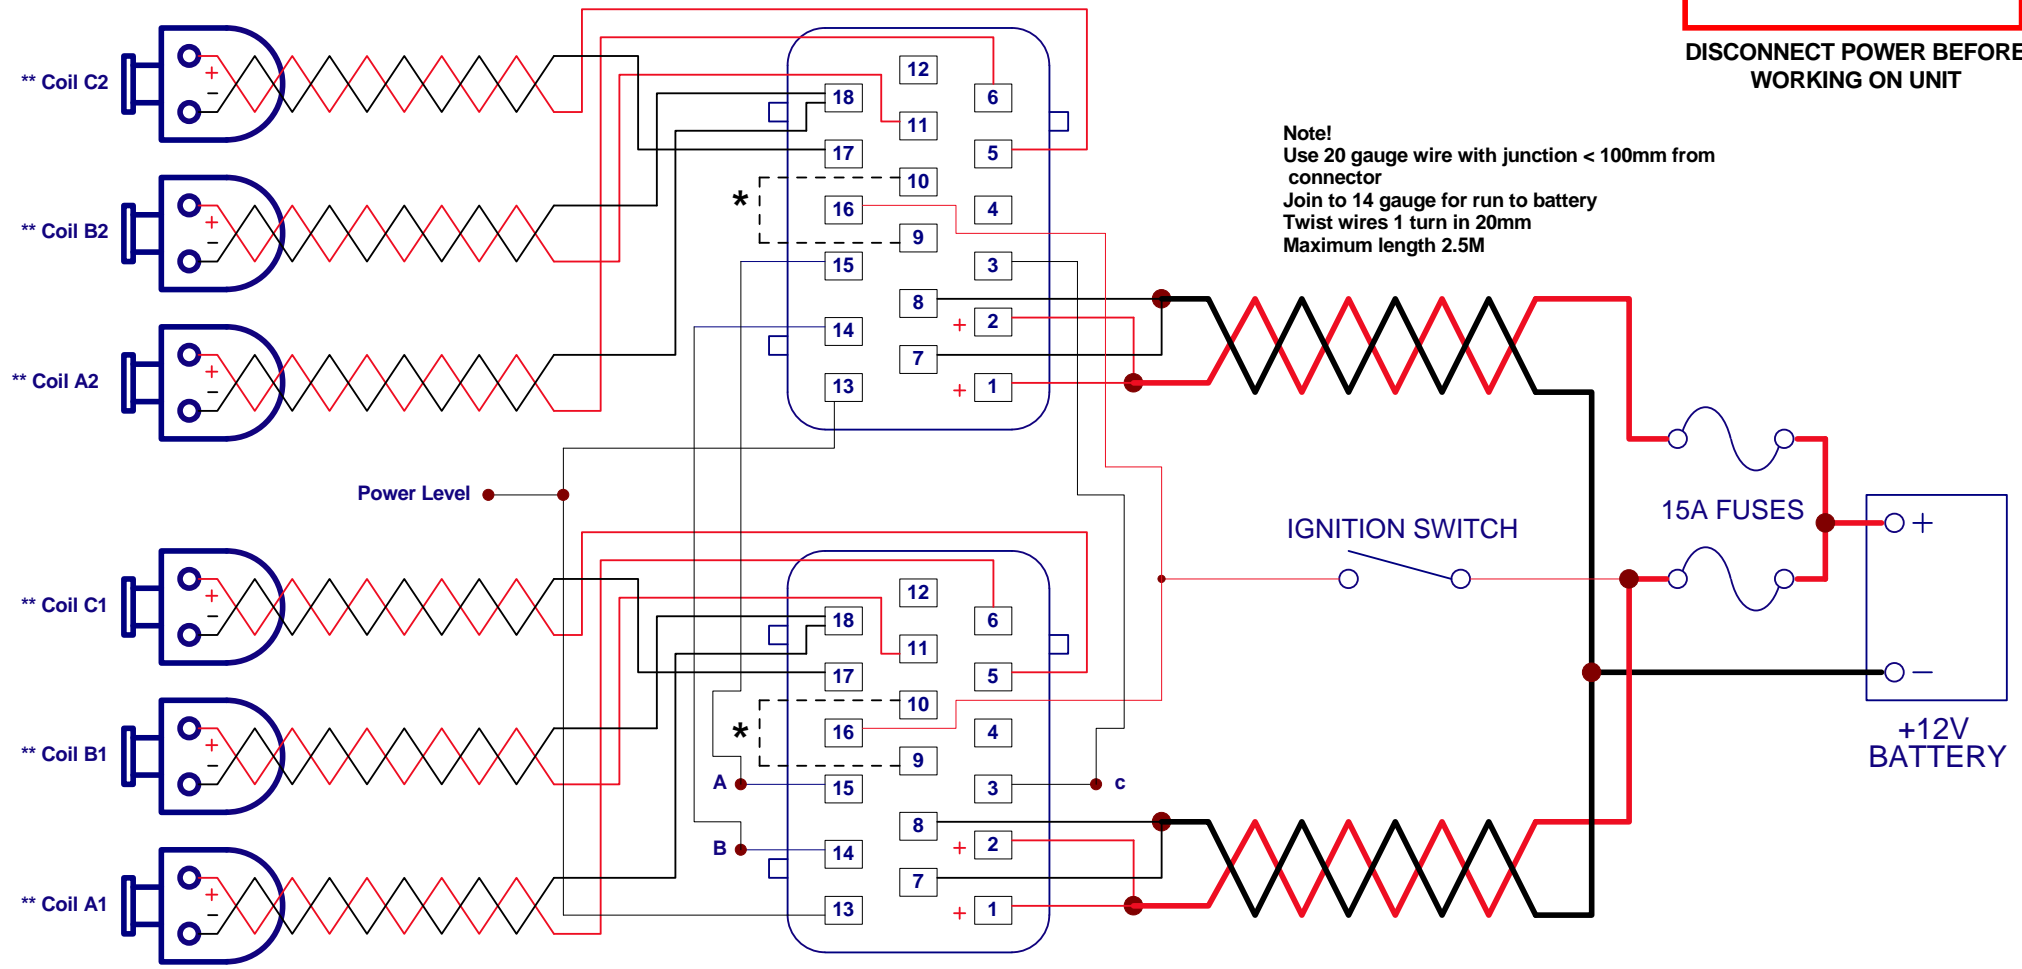 DISCONNECT POWER BEFORE
WORKING ON UNIT
Note!
Use 20 gauge wire with junction < 100mm from
connector
Join to 14 gauge for run to battery
Twist wires 1 turn in 20mm
Maximum length 2.5M
** Coil C2
+
−
** Coil B2
+
−
** Coil A2
+
−
12
18
6
11
17
5
10
*
16
4
9
15
3
8
+ 2
14
7
13
+ 1
Power Level
15A FUSES
IGNITION SWITCH
+
−
+12V
BATTERY
** Coil C1
+
−
** Coil B1
+
−
** Coil A1
+
−
12
18
6
11
17
5
10
*
16
4
9
A
15
3
c
8
+ 2
B
14
7
13
+ 1